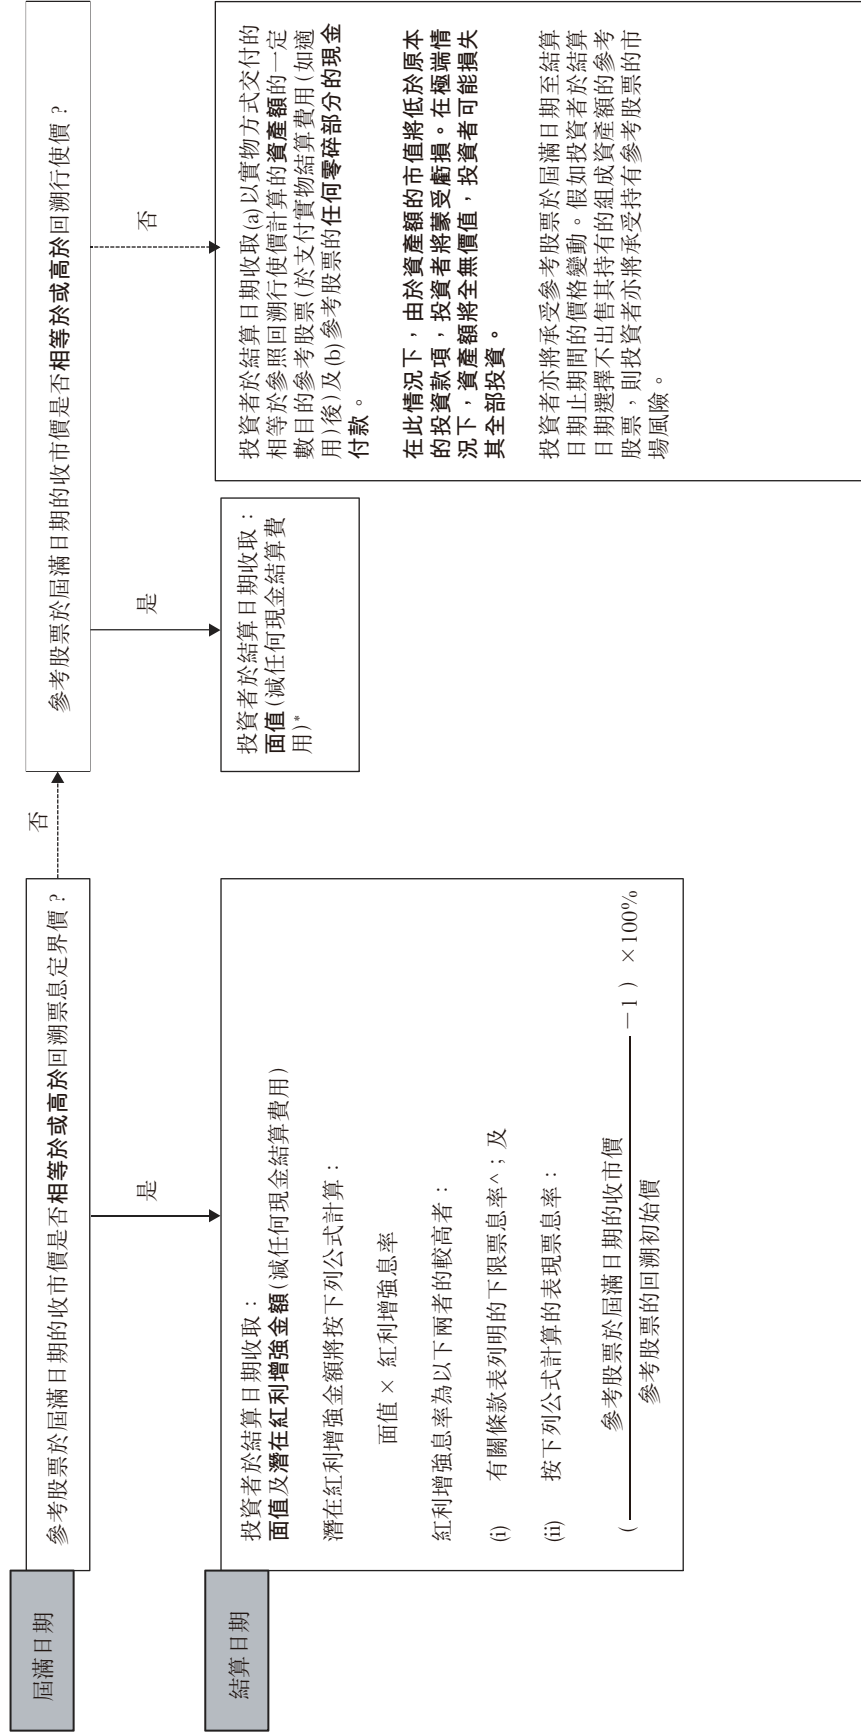 屆滿日期
參考股票於屆滿日期的收市價是否相等於或高於回溯票息定界價？
否
參考股票於屆滿日期的收市價是否相等於或高於回溯行使價？
是
是
否
結算日期
投資者於結算日期收取：
面值及潛在紅利增強金額(減任何現金結算費用)
潛在紅利增強金額將按下列公式計算：
面值 × 紅利增強息率
紅利增強息率為以下兩者的較高者：
(i) 有關條款表列明的下限票息率^；及
(ii) 按下列公式計算的表現票息率：
參考股票於屆滿日期的收市價
( —1 ) ×100%
參考股票的回溯初始價
投資者於結算日期收取：
面值(減任何現金結算費
用)*
投資者於結算日期收取(a)以實物方式交付的
相等於參照回溯行使價計算的資產額的一定
數目的參考股票(於支付實物結算費用(如適
用)後)及(b)參考股票的任何零碎部分的現金
付款。
在此情況下，由於資產額的市值將低於原本
的投資款項，投資者將蒙受虧損。在極端情
況下，資產額將全無價值，投資者可能損失
其全部投資。
投資者亦將承受參考股票於屆滿日期至結算
日期止期間的價格變動。假如投資者於結算
日期選擇不出售其持有的組成資產額的參考
股票，則投資者亦將承受持有參考股票的市
場風險。